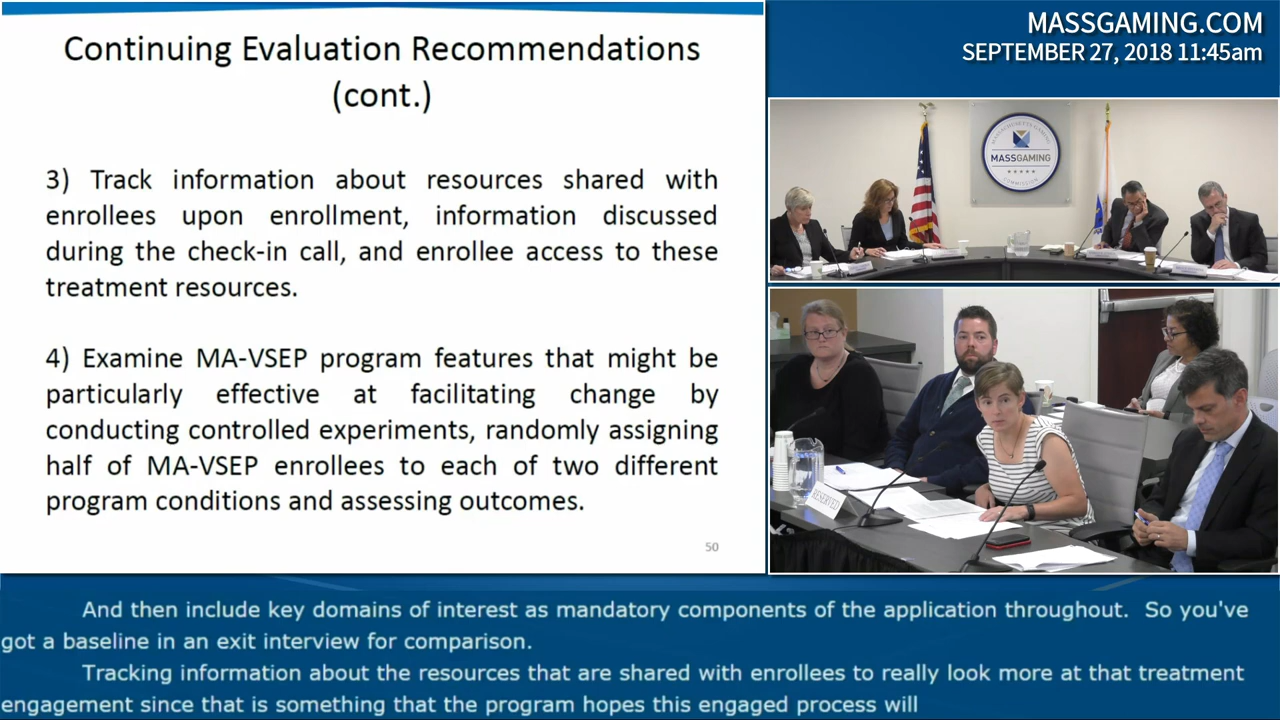 Continuing Evaluation Recommendations
(cont.)
3) Track information about resources shared with
enrollees upon enrollment, information discussed
during the check-in call, and enrollee access to these
treatment resources.
4) Examine MA-VSEP program features that might be
particularly effective at facilitating change by
conducting controlled experiments, randomly assigning
half of MA-VSEP enrollees to each of two different
program conditions and assessing outcomes.
50
MASSGAMING.COM
SEPTEMBER 27, 2018 11:45am
MASSACHUSETTS GAMING
MASSGAMING
COMMISSION
RESERVED
And then include key domains of interest as mandatory components of the application throughout. So you've
got a baseline in an exit interview for comparison.
Tracking information about the resources that are shared with enrollees to really look more at that treatment
engagement since that is something that the program hopes this engaged process will